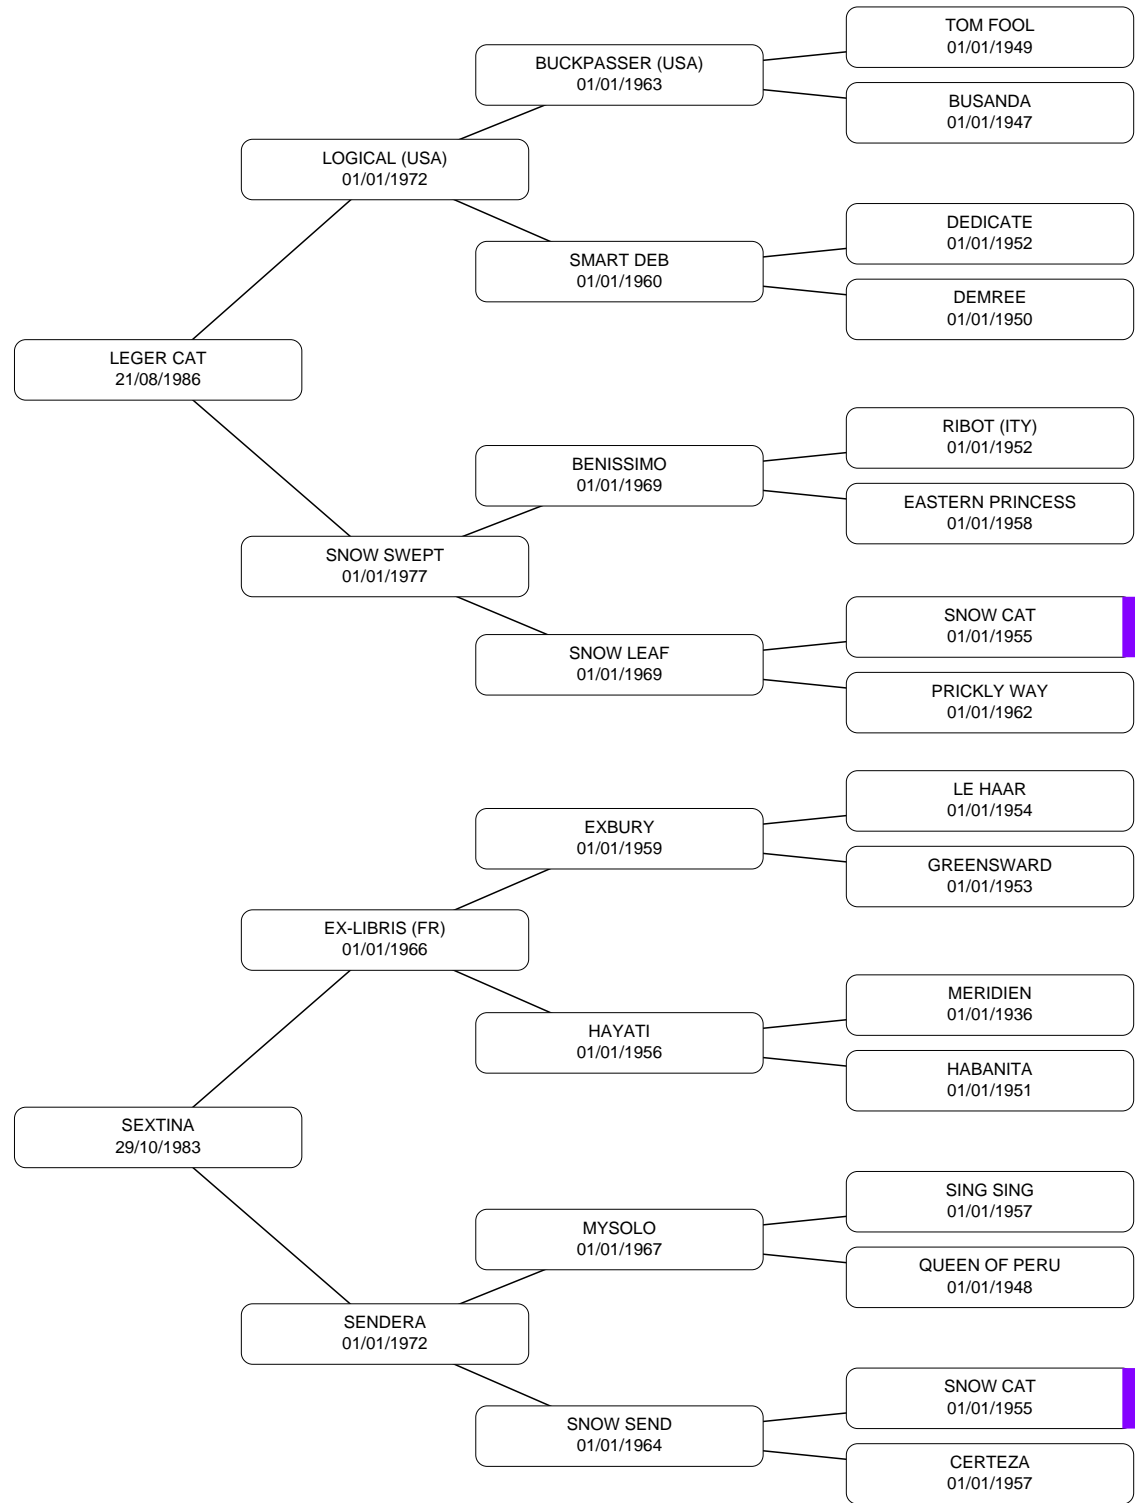 TOM FOOL
01/01/1949
BUCKPASSER (USA)
01/01/1963
BUSANDA
01/01/1947
LOGICAL (USA)
01/01/1972
DEDICATE
01/01/1952
SMART DEB
01/01/1960
DEMREE
01/01/1950
LEGER CAT
21/08/1986
RIBOT (ITY)
01/01/1952
BENISSIMO
01/01/1969
EASTERN PRINCESS
01/01/1958
SNOW SWEPT
01/01/1977
SNOW CAT
01/01/1955
SNOW LEAF
01/01/1969
PRICKLY WAY
01/01/1962
LE HAAR
01/01/1954
EXBURY
01/01/1959
GREENSWARD
01/01/1953
EX-LIBRIS (FR)
01/01/1966
MERIDIEN
01/01/1936
HAYATI
01/01/1956
HABANITA
01/01/1951
SEXTINA
29/10/1983
SING SING
01/01/1957
MYSOLO
01/01/1967
QUEEN OF PERU
01/01/1948
SENDERA
01/01/1972
SNOW CAT
01/01/1955
SNOW SEND
01/01/1964
CERTEZA
01/01/1957